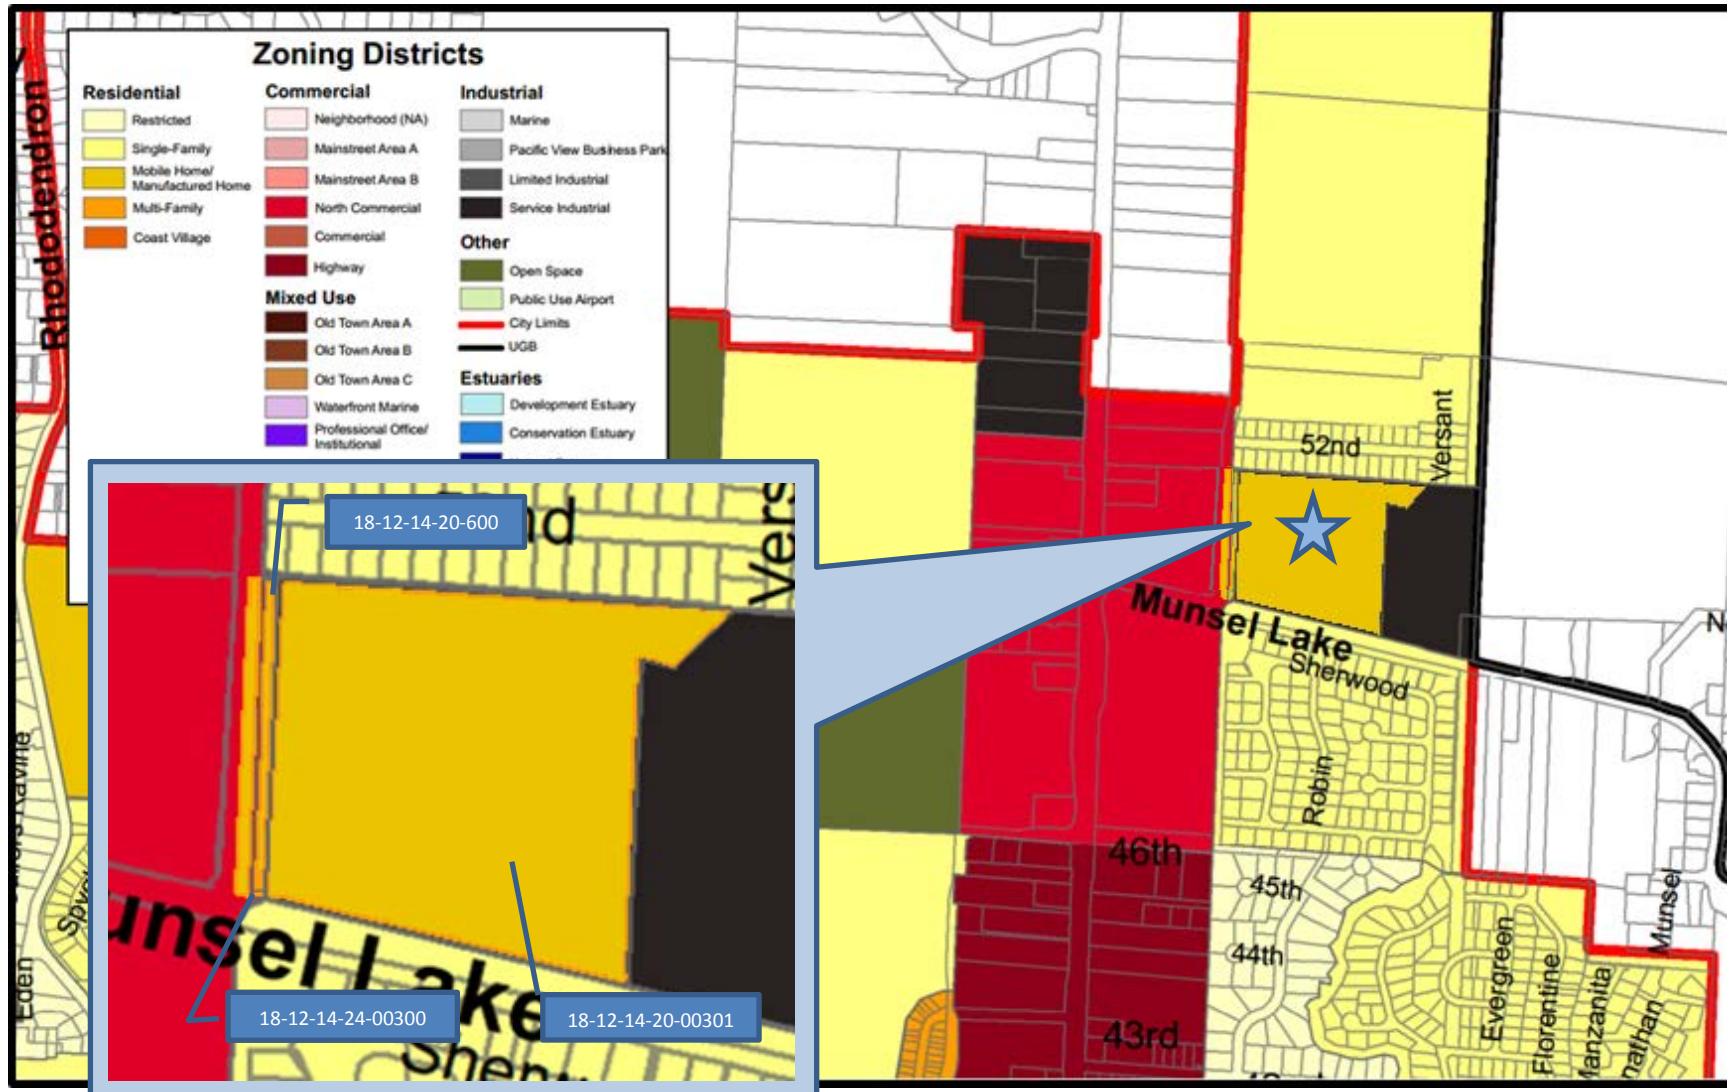 Zoning Districts
Residential
Restricted
Single-Family
Mobile Home/
Manufactured Home
Multi-Family
Coast Village
Commercial
Neighborhood (NA)
Mainstreet Area A
Mainstreet Area B
North Commercial
Commercial
Highway
Mixed Use
Old Town Area A
Old Town Area B
Old Town Area C
Waterfront Marine
Professional Office/
Institutional
Industrial
Marine
Pacific View Business Park
Limited Industrial
Service Industrial
Other
Open Space
Public Use Airport
City Limits
UGB
Estuaries
Development Estuary
Conservation Estuary
Rhododendron
52nd
Versant
Munsel Lake
Sherwood
Robin
46th
45th
44th
43rd
Evergreen
Florentine
Manzanita
Munsel
Eden
18-12-14-20-600
nd
Vers
unsel Lake
18-12-14-24-00300
18-12-14-20-00301